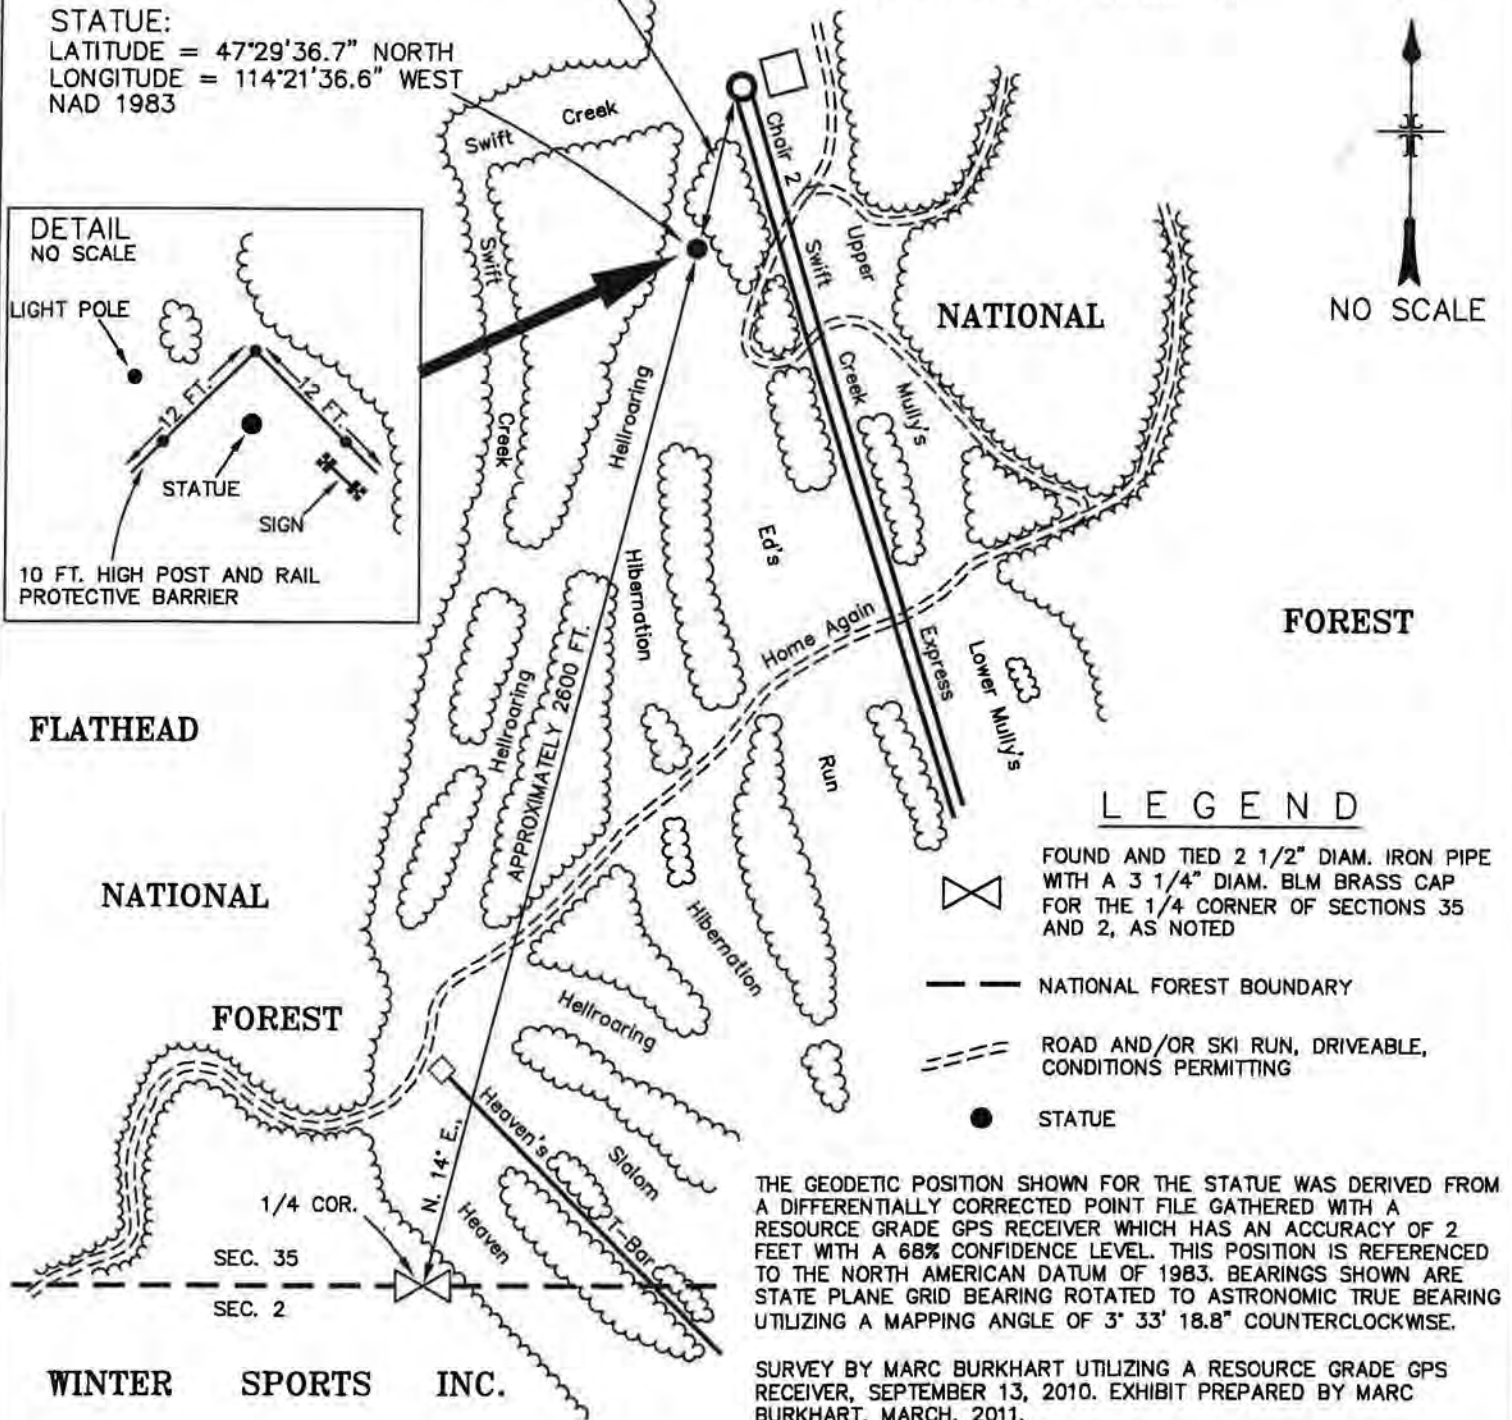 STATUE:
LATITUDE = 47°29'36.7" NORTH
LONGITUDE = 114°21'36.6" WEST
NAD 1983
DETAIL
NO SCALE
LIGHT POLE
12 FT.
12 FT.
STATUE
SIGN
10 FT. HIGH POST AND RAIL
PROTECTIVE BARRIER
Swift
Creek
Swift
Creek
Chair 2
Swift
Creek
Express
Upper
Mully's
NATIONAL
NO SCALE
Hellroaring
Hibernation
Ed's
Home Again
Lower Mully's
FOREST
FLATHEAD
Hellroaring
APPROXIMATELY 2600 FT.
Run
NATIONAL
Hibernation
FOREST
Hellroaring
Heaven's
T-Bar
Slalom
N. 14° E.,
Heaven
1/4 COR.
SEC. 35
SEC. 2
WINTER SPORTS INC.
LEGEND
FOUND AND TIED 2 1/2" DIAM. IRON PIPE
WITH A 3 1/4" DIAM. BLM BRASS CAP
FOR THE 1/4 CORNER OF SECTIONS 35
AND 2, AS NOTED
NATIONAL FOREST BOUNDARY
ROAD AND/OR SKI RUN, DRIVEABLE,
CONDITIONS PERMITTING
STATUE
THE GEODETIC POSITION SHOWN FOR THE STATUE WAS DERIVED FROM
A DIFFERENTIALLY CORRECTED POINT FILE GATHERED WITH A
RESOURCE GRADE GPS RECEIVER WHICH HAS AN ACCURACY OF 2
FEET WITH A 68% CONFIDENCE LEVEL. THIS POSITION IS REFERENCED
TO THE NORTH AMERICAN DATUM OF 1983. BEARINGS SHOWN ARE
STATE PLANE GRID BEARING ROTATED TO ASTRONOMIC TRUE BEARING
UTILIZING A MAPPING ANGLE OF 3° 33' 18.8" COUNTERCLOCKWISE.
SURVEY BY MARC BURKHART UTILIZING A RESOURCE GRADE GPS
RECEIVER, SEPTEMBER 13, 2010. EXHIBIT PREPARED BY MARC
BURKHART, MARCH, 2011.